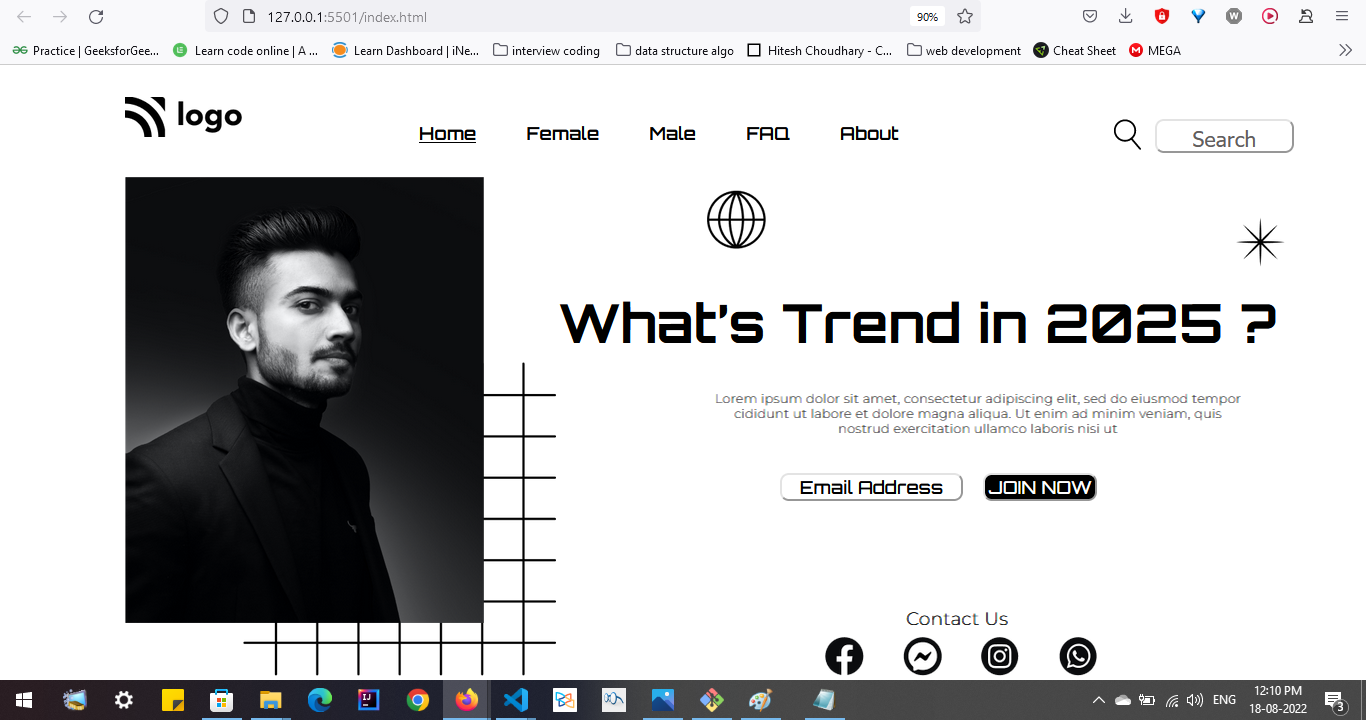 127.0.0.1:5501/index.html
90%
Practice | GeeksforGee...
Learn code online | A ...
Learn Dashboard | iNe...
interview coding
data structure algo
Hitesh Choudhary - C...
web development
Cheat Sheet
MEGA
logo
Home
Female
Male
FAQ
About
Search
What's Trend in 2025 ?
Lorem ipsum dolor sit amet, consectetur adipiscing elit, sed do eiusmod tempor
cididunt ut labore et dolore magna aliqua. Ut enim ad minim veniam, quis
nostrud exercitation ullamco laboris nisi ut
Email Address
JOIN NOW
Contact Us
ENG
12:10 PM
18-08-2022
3